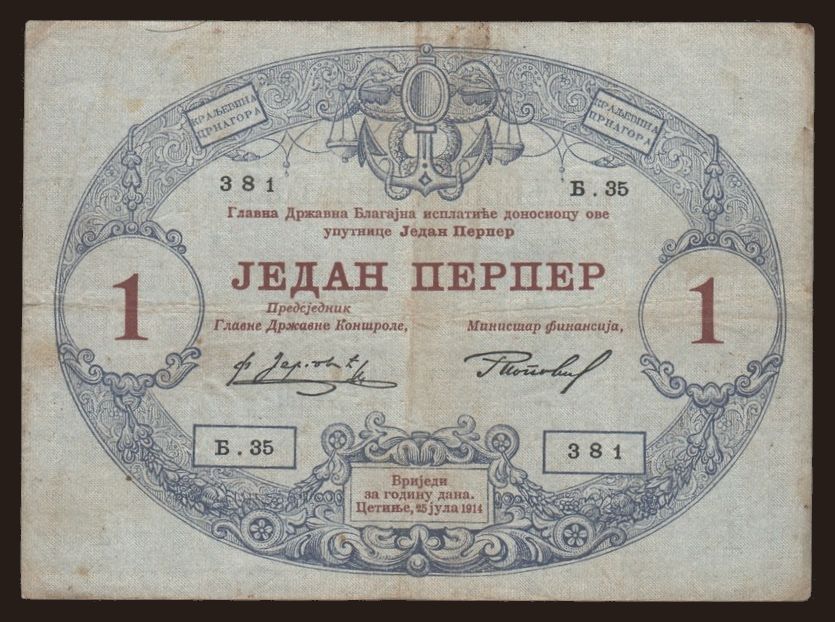 КРАЉЕВИНА
ЦРНАГОРА
КРАЉЕВИНА
ЦРНАГОРА
381
Б. 35
Главна Државна Благајна исплатиће доносиоцу ове
упутнице Један Перпер
1
ЈЕДАН ПЕРПЕР
1
Предсједник
Главне Државне Контроле,
Министар финансија,
Б. 35
381
Вриједи
за годину дана.
Цетиње, 25 јула 1914